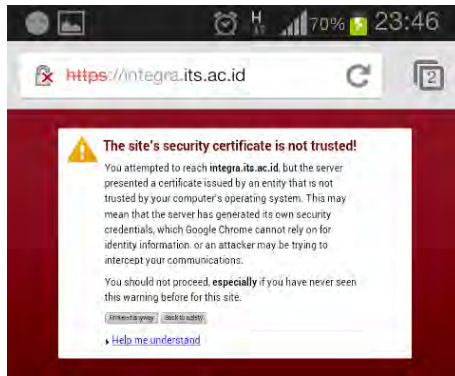 H 70% 23:46
https://integra.its.ac.id 2
The site's security certificate is not trusted!
You attempted to reach integra.its.ac.id, but the server
presented a certificate issued by an entity that is not
trusted by your computer's operating system. This may
mean that the server has generated its own security
credentials, which Google Chrome cannot rely on for
identity information, or an attacker may be trying to
intercept your communications.
You should not proceed, especially if you have never seen
this warning before for this site.
Proceed anyway Back to safety
Help me understand